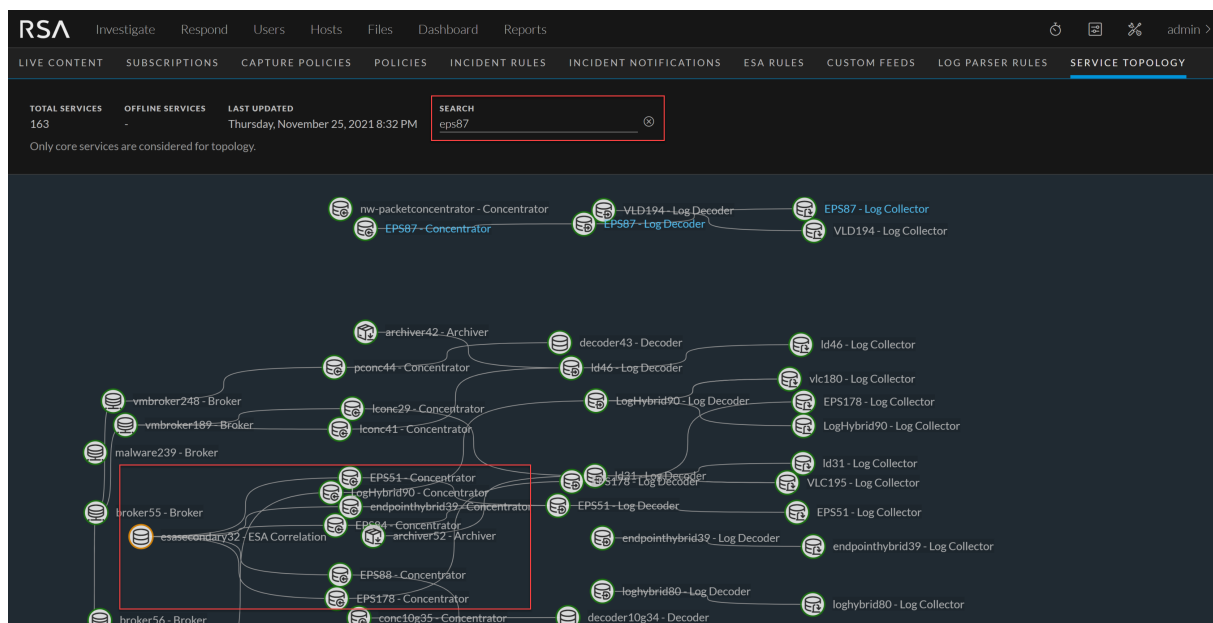 RSA Investigate Respond Users Hosts Files Dashboard Reports admin >
LIVE CONTENT SUBSCRIPTIONS CAPTURE POLICIES POLICIES INCIDENT RULES INCIDENT NOTIFICATIONS ESA RULES CUSTOM FEEDS LOG PARSER RULES SERVICE TOPOLOGY
TOTAL SERVICES OFFLINE SERVICES LAST UPDATED SEARCH
163 - Thursday, November 25, 2021 8:32 PM eps87
Only core services are considered for topology.
nw-packetconcentrator - Concentrator VLD194 - Log Decoder EPS87 - Log Collector
EPS87 - Concentrator EPS87 - Log Decoder VLD194 - Log Collector
archiver42 - Archiver
decoder43 - Decoder ld46 - Log Collector
pconc44 - Concentrator ld46 - Log Decoder
vlc180 - Log Collector
vmbroker248 - Broker LogHybrid90 - Log Decoder EPS178 - Log Collector
lconc29 - Concentrator
vmbroker189 - Broker lconc41 - Concentrator LogHybrid90 - Log Collector
malware239 - Broker
ld31 - Log Collector
EPS51 - Concentrator ld31 - Log Decoder
EPS178 - Log Decoder VLC195 - Log Collector
LogHybrid90 - Concentrator
endpointhybrid39 - Concentrator EPS51 - Log Decoder
broker55 - Broker EPS51 - Log Collector
EPS84 - Concentrator
esasecondary32 - ESA Correlation archiver52 - Archiver endpointhybrid39 - Log Decoder
endpointhybrid39 - Log Collector
EPS88 - Concentrator
loghybrid80 - Log Decoder
EPS178 - Concentrator loghybrid80 - Log Collector
broker56 - Broker conc10g35 - Concentrator decoder10g34 - Decoder